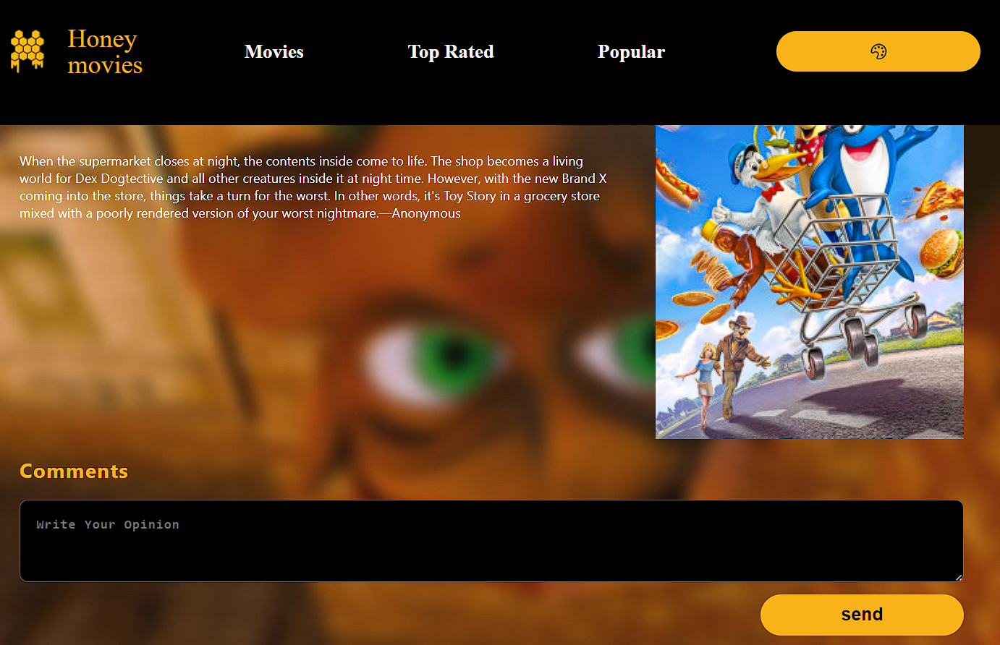 Honey
movies
Movies
Top Rated
Popular
When the supermarket closes at night, the contents inside come to life. The shop becomes a living
world for Dex Dogtective and all other creatures inside it at night time. However, with the new Brand X
coming into the store, things take a turn for the worst. In other words, it's Toy Story in a grocery store
mixed with a poorly rendered version of your worst nightmare.—Anonymous
Comments
Write Your Opinion
send